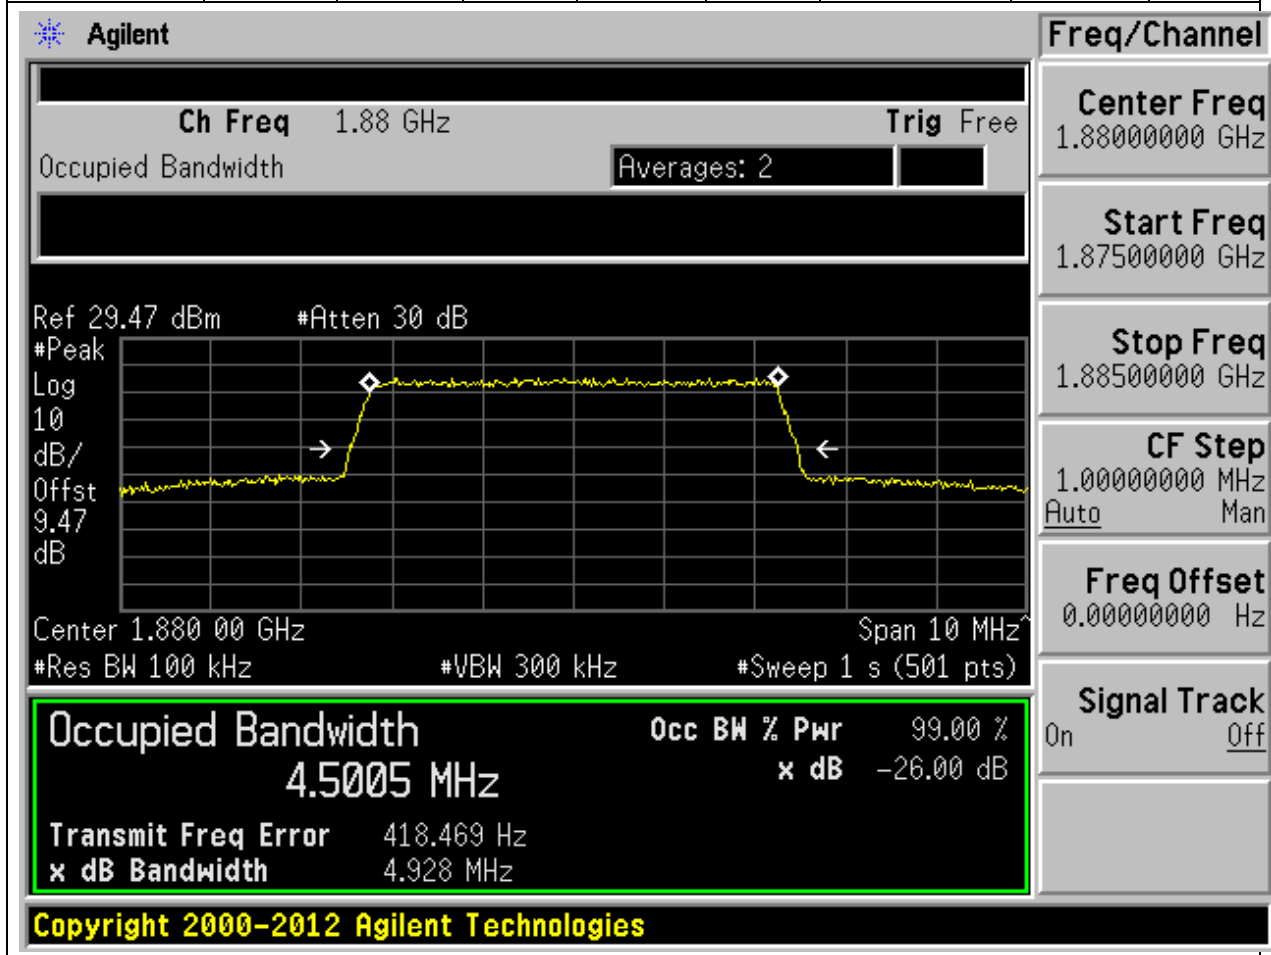 Agilent
Freq/Channel
Ch Freq 1.88 GHz Trig Free
Occupied Bandwidth Averages: 2
Ref 29.47 dBm #Atten 30 dB
#Peak
Log
10
dB/
Offst
9.47
dB
Center 1.880 00 GHz Span 10 MHz^
#Res BW 100 kHz #VBW 300 kHz #Sweep 1 s (501 pts)
Occupied Bandwidth
4.5005 MHz
Occ BW % Pwr 99.00 %
x dB -26.00 dB
Transmit Freq Error 418.469 Hz
x dB Bandwidth 4.928 MHz
Center Freq
1.88000000 GHz
Start Freq
1.87500000 GHz
Stop Freq
1.88500000 GHz
CF Step
1.00000000 MHz
Auto Man
Freq Offset
0.00000000 Hz
Signal Track
On Off
Copyright 2000-2012 Agilent Technologies